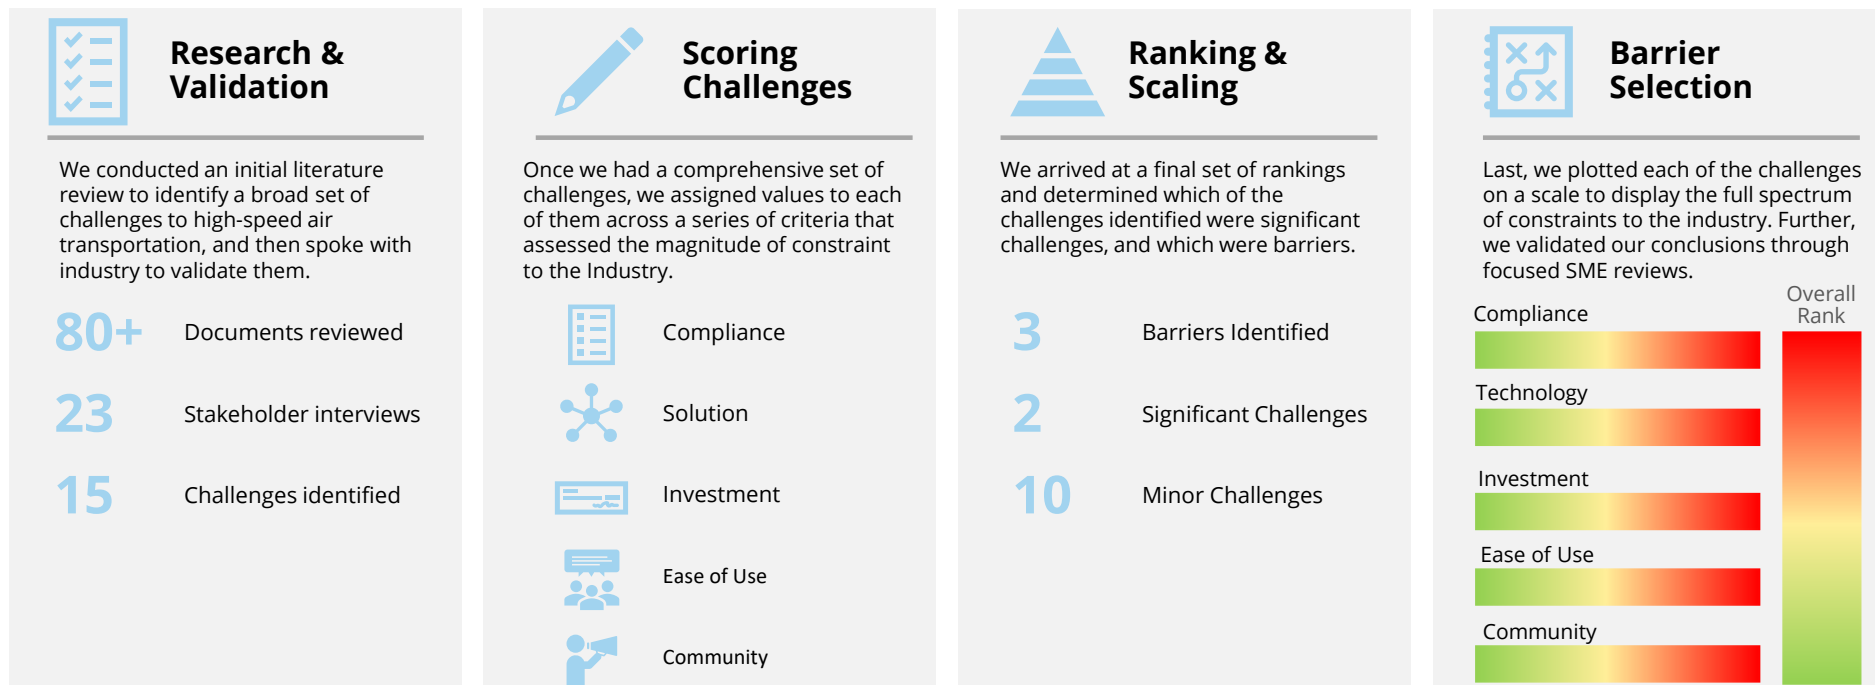 Research &
Validation
We conducted an initial literature
review to identify a broad set of
challenges to high-speed air
transportation, and then spoke with
industry to validate them.
80+ Documents reviewed
23 Stakeholder interviews
15 Challenges identified
Scoring
Challenges
Once we had a comprehensive set of
challenges, we assigned values to each
of them across a series of criteria that
assessed the magnitude of constraint
to the Industry.
Compliance
Solution
Investment
Ease of Use
Community
Ranking &
Scaling
We arrived at a final set of rankings
and determined which of the
challenges identified were significant
challenges, and which were barriers.
3 Barriers Identified
2 Significant Challenges
10 Minor Challenges
Barrier
Selection
Last, we plotted each of the challenges
on a scale to display the full spectrum
of constraints to the industry. Further,
we validated our conclusions through
focused SME reviews.
Overall
Rank
Compliance
Technology
Investment
Ease of Use
Community